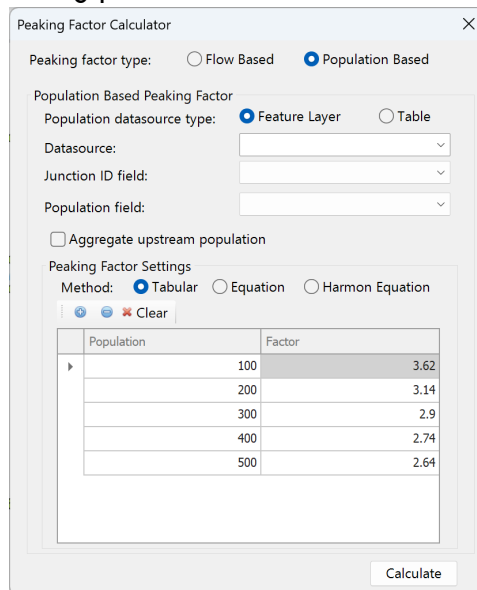 Peaking Factor Calculator
Peaking factor type: Flow Based Population Based
Population Based Peaking Factor
Population datasource type: Feature Layer Table
Datasource:
Junction ID field:
Population field:
Aggregate upstream population
Peaking Factor Settings
Method: Tabular Equation Harmon Equation
Clear
Population Factor
100 3.62
200 3.14
300 2.9
400 2.74
500 2.64
Calculate